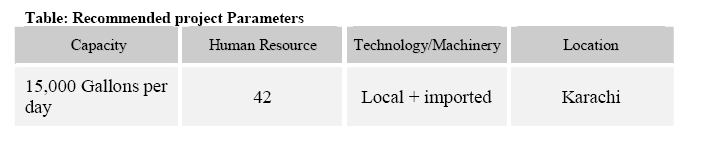 Table: Recommended project Parameters
Capacity Human Resource Technology/Machinery Location
15,000 Gallons per
day
42 Local + imported Karachi